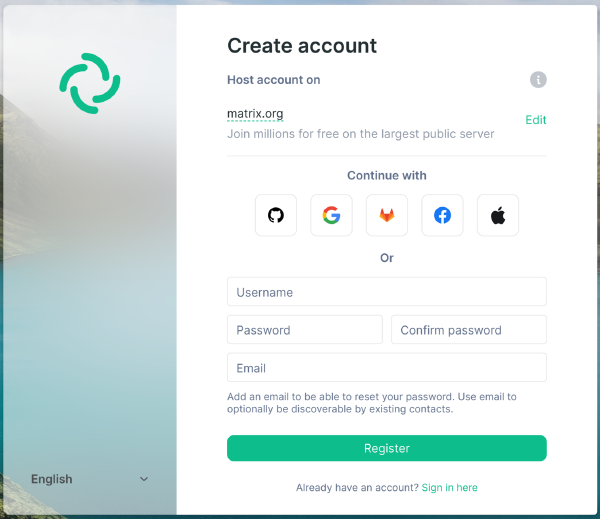 Create account
Host account on
matrix.org
Edit
Join millions for free on the largest public server
Continue with
Or
Username
Password
Confirm password
Email
Add an email to be able to reset your password. Use email to
optionally be discoverable by existing contacts.
Register
Already have an account? Sign in here
English